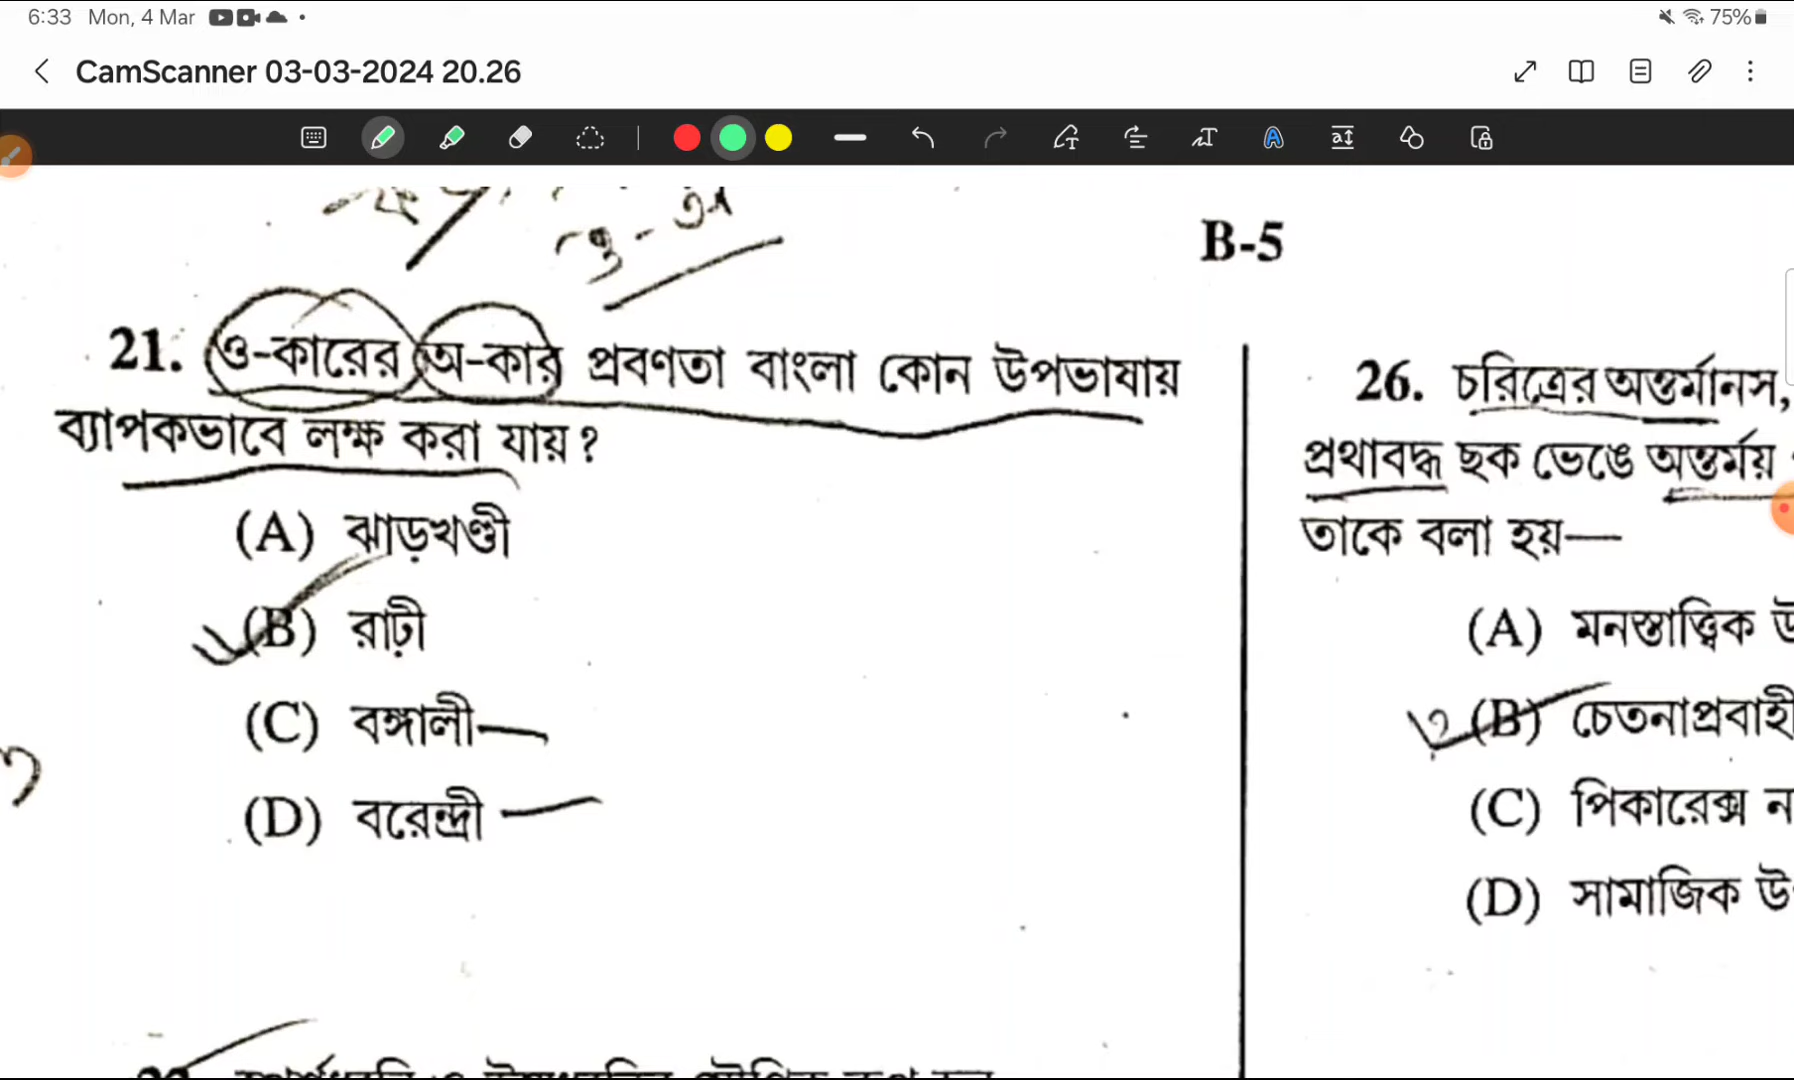 6:33 Mon, 4 Mar
75%
CamScanner 03-03-2024 20.26
B-5
21. ও-কারের অ-কার প্রবণতা বাংলা কোন উপভাষায়
ব্যাপকভাবে লক্ষ করা যায়?
(A) ঝাড়খণ্ডী
(B) রাঢ়ী
(C) বঙ্গালী
(D) বরেন্দ্রী
26. চরিত্রের অন্তর্মানস,
প্রথাবদ্ধ ছক ভেঙে অন্তর্ময়
তাকে বলা হয়—
(A) মনস্তাত্ত্বিক উ
(B) চেতনাপ্রবাহী
(C) পিকারেক্স ন
(D) সামাজিক উ